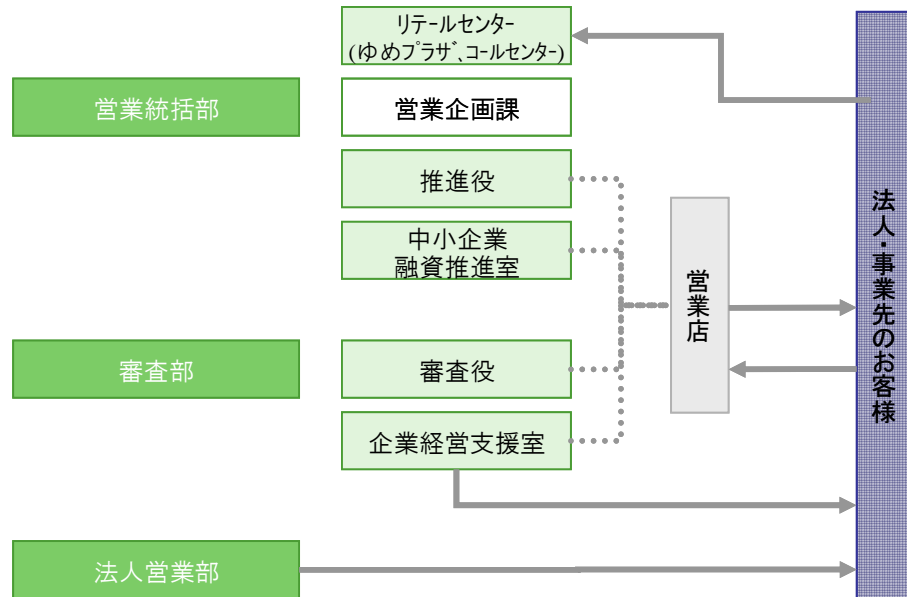 リテールセンター
(ゆめプラザ、コールセンター)
営業統括部
営業企画課
推進役
中小企業
融資推進室
営業店
法人・事業先のお客様
審査部
審査役
企業経営支援室
法人営業部